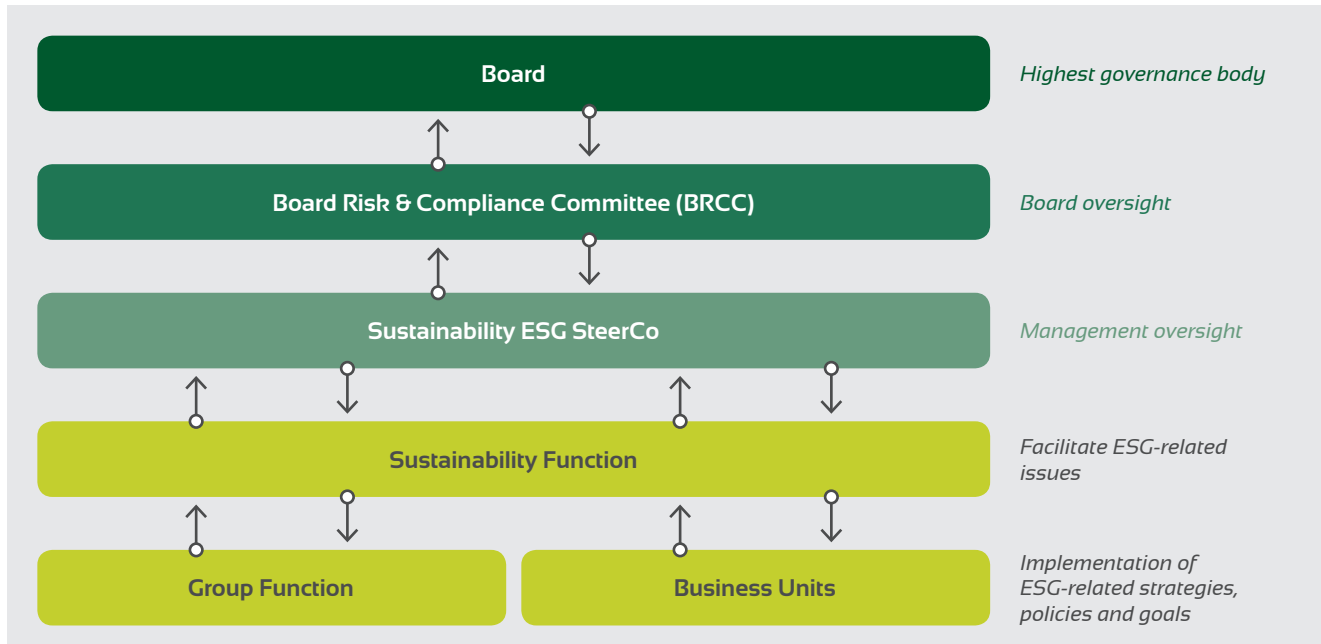 Board
Highest governance body
Board Risk & Compliance Committee (BRCC)
Board oversight
Sustainability ESG SteerCo
Management oversight
Sustainability Function
Facilitate ESG-related
issues
Group Function
Business Units
Implementation of
ESG-related strategies,
policies and goals